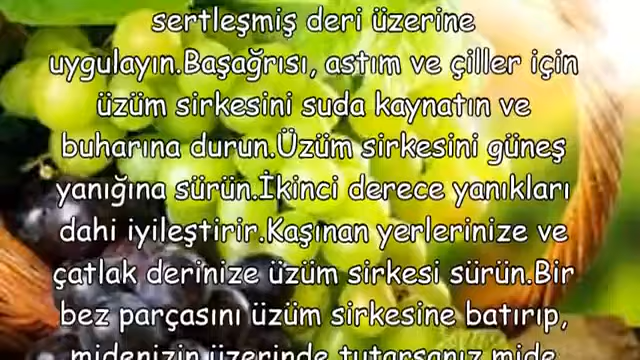 sertleşmiş deri üzerine
uygulayın.Başağrısı, astım ve çiller için
üzüm sirkesini suda kaynatın ve
buharına durun.Üzüm sirkesini güneş
yanığına sürün.İkinci derece yanıkları
dahi iyileştirir.Kaşınan yerlerinize ve
çatlak derinize üzüm sirkesi sürün.Bir
bez parçasını üzüm sirkesine batırıp,
midenizin üzerinde tutarsanız mide